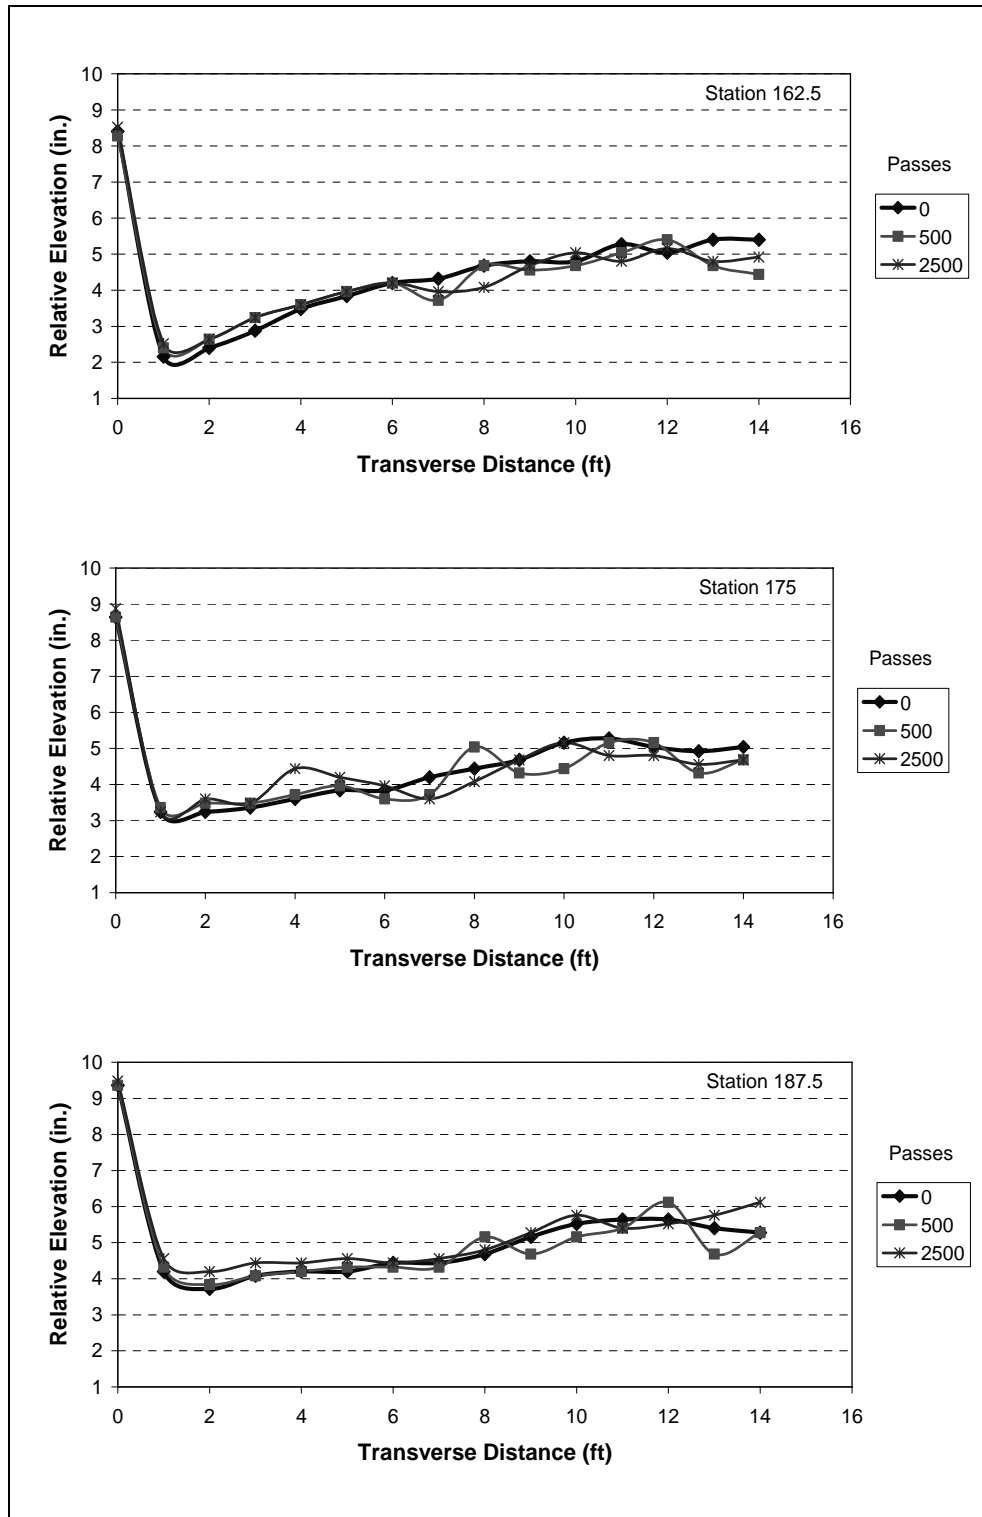 Station 162.5
10
9
8
7
6
5
4
3
2
1
0 2 4 6 8 10 12 14 16
Relative Elevation (in.)
Transverse Distance (ft)
Passes
0
500
2500
Station 175
10
9
8
7
6
5
4
3
2
1
0 2 4 6 8 10 12 14 16
Relative Elevation (in.)
Transverse Distance (ft)
Passes
0
500
2500
Station 187.5
10
9
8
7
6
5
4
3
2
1
0 2 4 6 8 10 12 14 16
Relative Elevation (in.)
Transverse Distance (ft)
Passes
0
500
2500